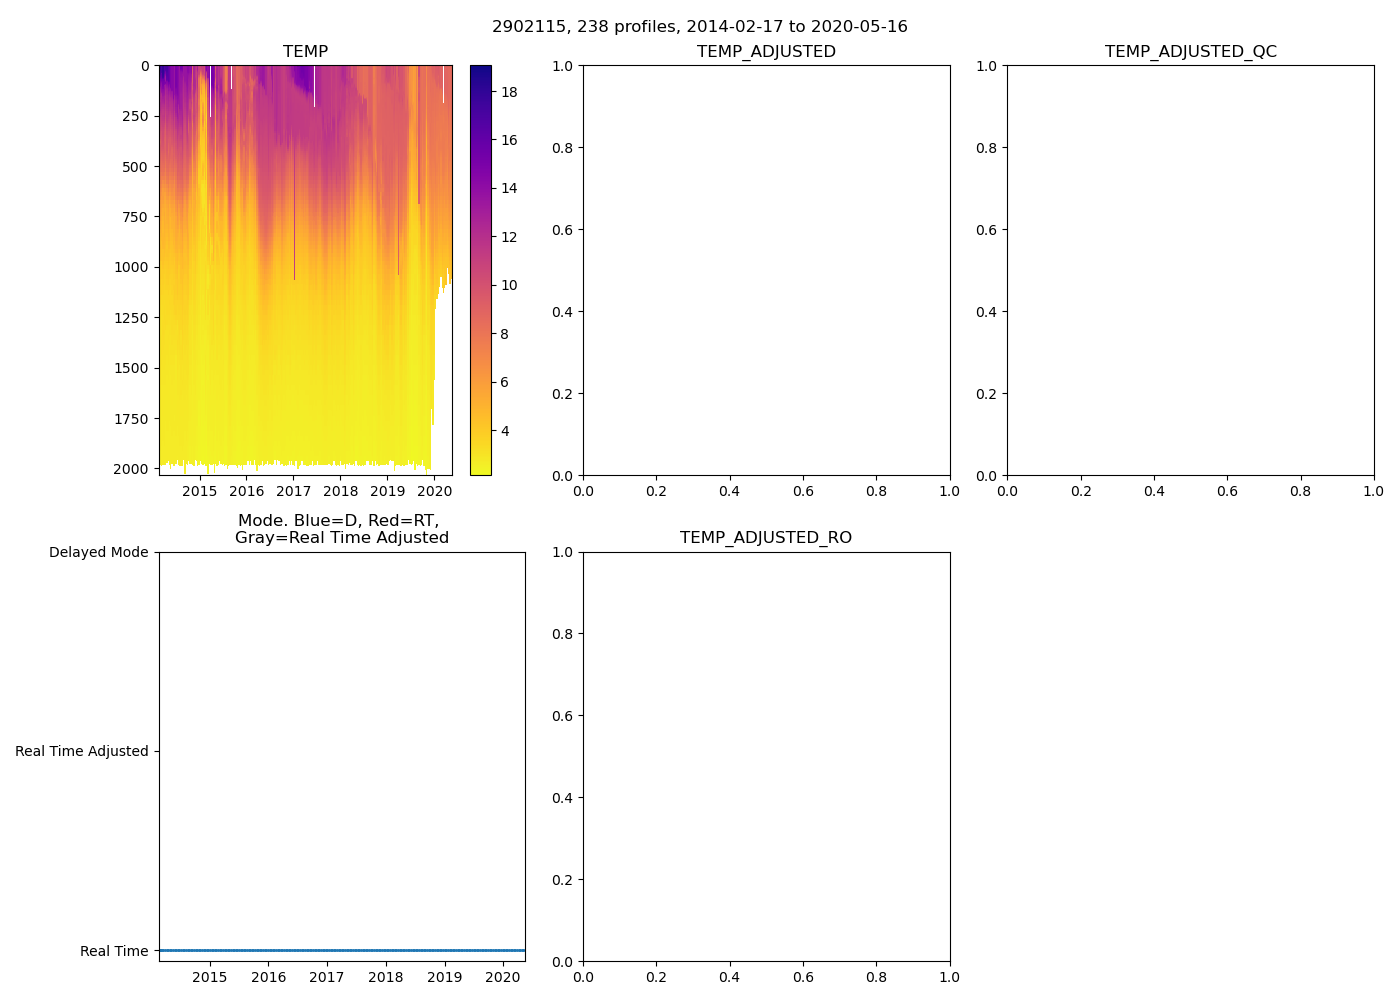 2902115, 238 profiles, 2014-02-17 to 2020-05-16
TEMP
0
250
500
750
1000
1250
1500
1750
2000
2015 2016 2017 2018 2019 2020
18
16
14
12
10
8
6
4
TEMP_ADJUSTED
1.0
0.8
0.6
0.4
0.2
0.0
0.0 0.2 0.4 0.6 0.8 1.0
TEMP_ADJUSTED_QC
1.0
0.8
0.6
0.4
0.2
0.0
0.0 0.2 0.4 0.6 0.8 1.0
Mode. Blue=D, Red=RT,
Gray=Real Time Adjusted
Delayed Mode
Real Time Adjusted
Real Time
2015 2016 2017 2018 2019 2020
TEMP_ADJUSTED_RO
1.0
0.8
0.6
0.4
0.2
0.0
0.0 0.2 0.4 0.6 0.8 1.0